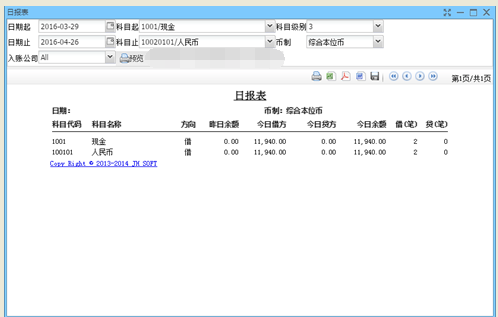 日报表
日期起 2016-03-29 科目起 1001/现金 科目级别 3
日期止 2016-04-26 科目止 10020101/人民币 币制 综合本位币
入账公司 All 预览
第1页/共1页
日报表
日期: 币制: 综合本位币
科目代码 科目名称 方向 昨日余额 今日借方 今日贷方 今日余额 借(笔) 贷(笔)
1001 现金 借 0.00 11,940.00 0.00 11,940.00 2 0
100101 人民币 借 0.00 11,940.00 0.00 11,940.00 2 0
Copy Right © 2013-2014 JM SOFT